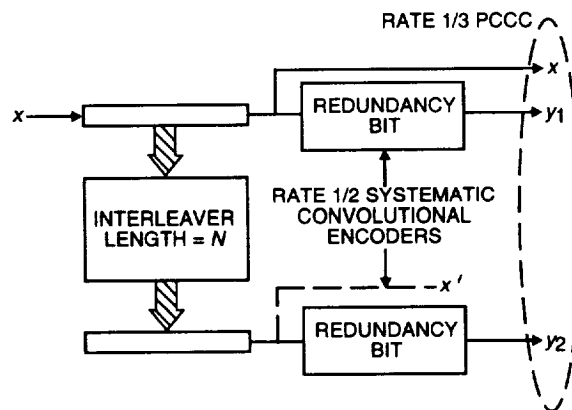 RATE 1/3 PCCC
x
x
REDUNDANCY
BIT
y1
INTERLEAVER
LENGTH = N
RATE 1/2 SYSTEMATIC
CONVOLUTIONAL
ENCODERS
x'
REDUNDANCY
BIT
y2